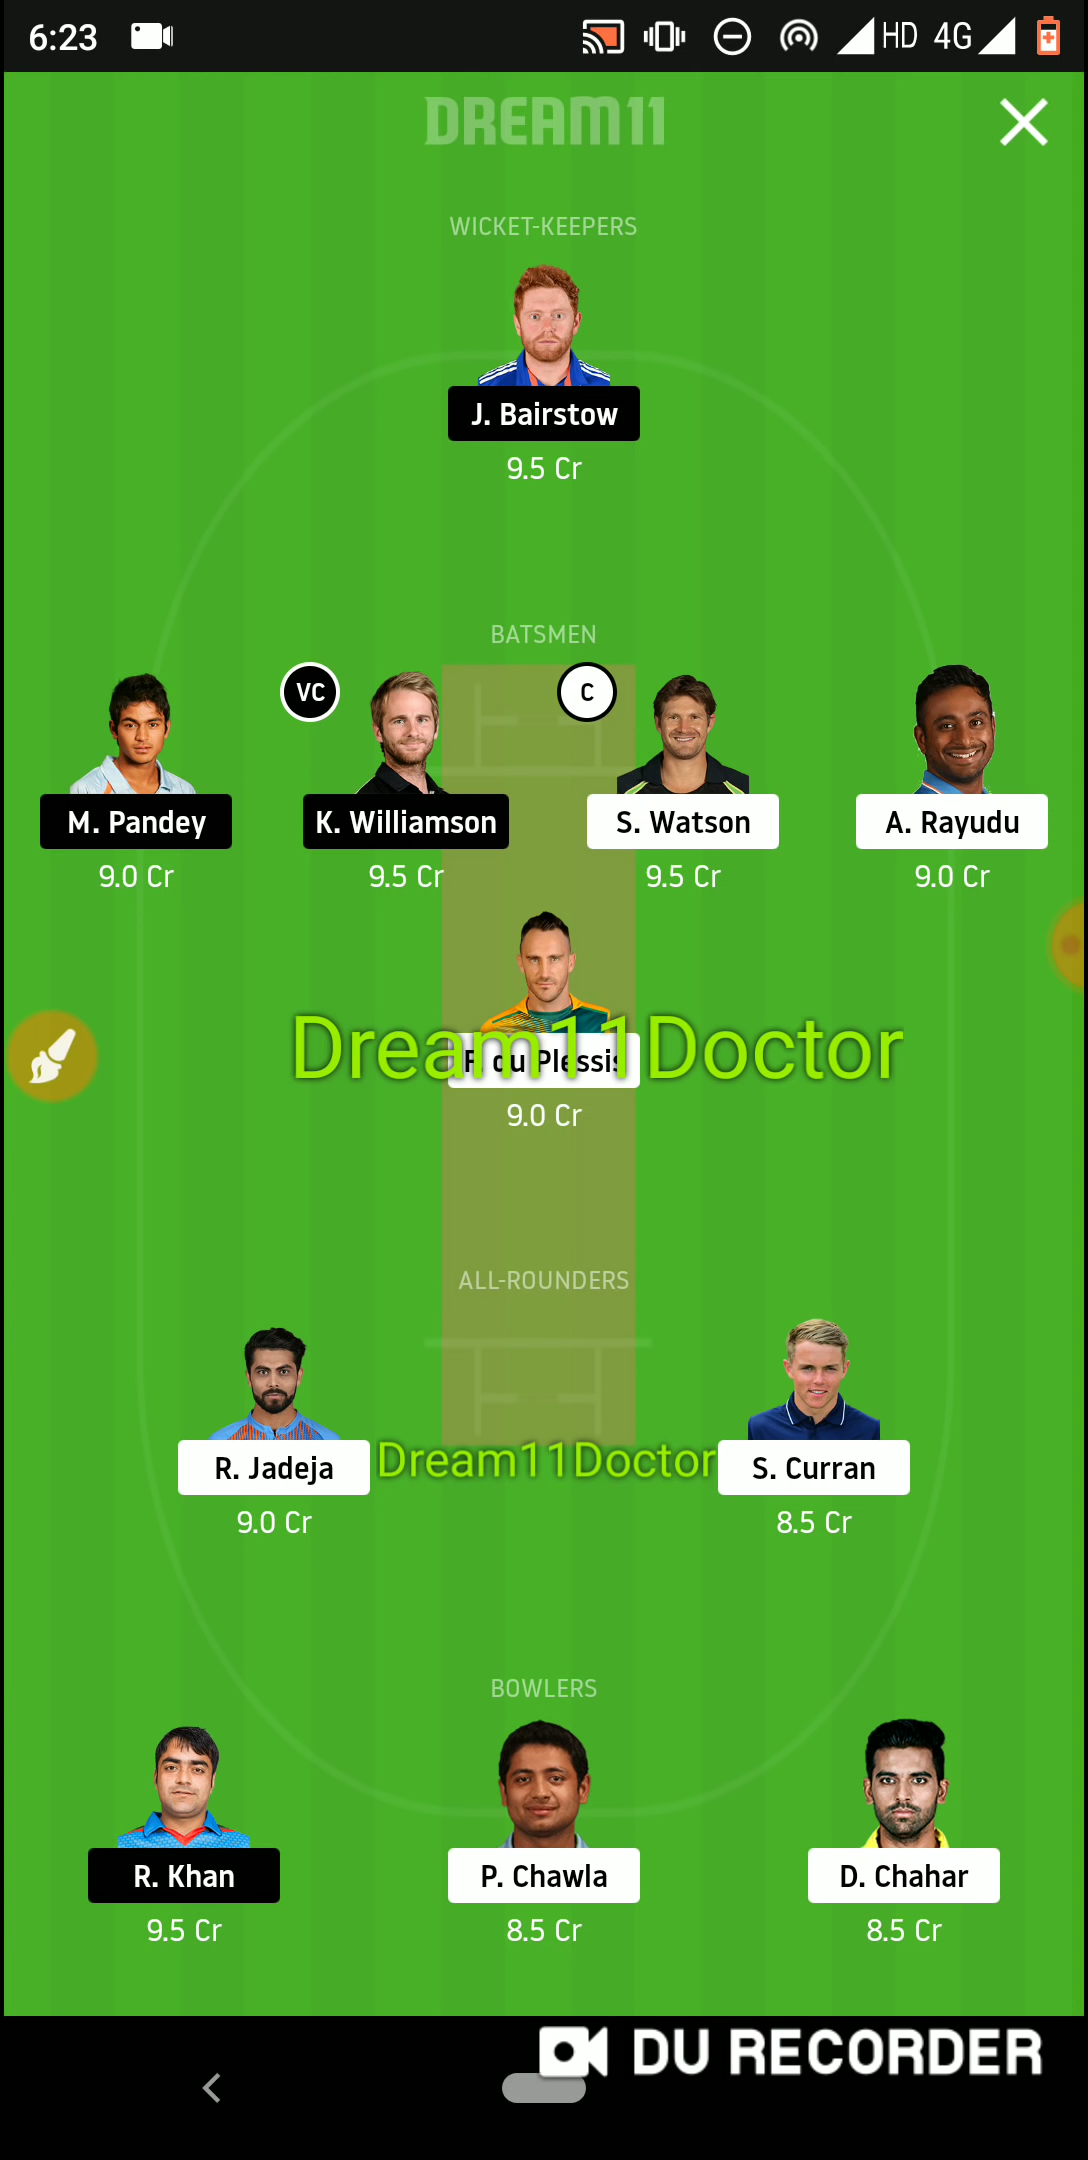 6:23 HD 4G
DREAM11
WICKET-KEEPERS
J. Bairstow
9.5 Cr
BATSMEN
VC C
M. Pandey K. Williamson S. Watson A. Rayudu
9.0 Cr 9.5 Cr 9.5 Cr 9.0 Cr
F. du Plessis
Dream11Doctor
9.0 Cr
ALL-ROUNDERS
R. Jadeja Dream11Doctor S. Curran
9.0 Cr 8.5 Cr
BOWLERS
R. Khan P. Chawla D. Chahar
9.5 Cr 8.5 Cr 8.5 Cr
DU RECORDER